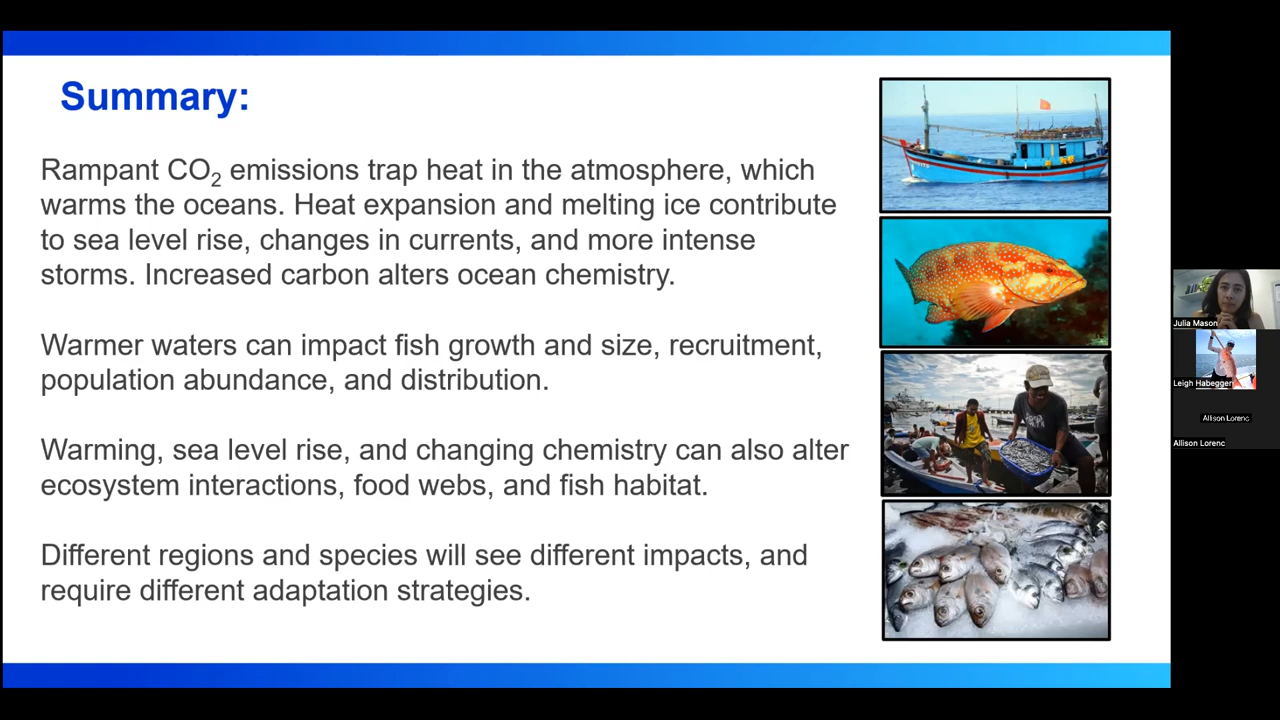 Summary:
Rampant CO₂ emissions trap heat in the atmosphere, which
warms the oceans. Heat expansion and melting ice contribute
to sea level rise, changes in currents, and more intense
storms. Increased carbon alters ocean chemistry.
Warmer waters can impact fish growth and size, recruitment,
population abundance, and distribution.
Warming, sea level rise, and changing chemistry can also alter
ecosystem interactions, food webs, and fish habitat.
Different regions and species will see different impacts, and
require different adaptation strategies.
Julia Mason
Leigh Habegger
Allison Lorenc
Allison Lorenc